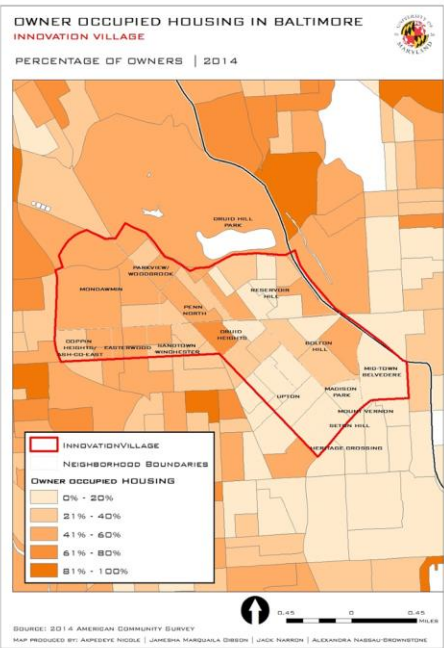 OWNER OCCUPIED HOUSING IN BALTIMORE
INNOVATION VILLAGE
PERCENTAGE OF OWNERS | 2014
UNIVERSITY OF
MARYLAND
DRUID HILL
PARK
PARKVIEW/
WOODBROOK
MONDAWMIN
RESERVOIR
HILL
PENN
NORTH
DRUID
HEIGHTS
BOLTON
HILL
COPPIN
HEIGHTS/
ASH-CO-EAST
EASTERWOOD
SANDTOWN
WINCHESTER
MID-TOWN
BELVEDERE
MADISON
PARK
UPTON
MOUNT VERNON
SETON HILL
HERITAGE CROSSING
INNOVATIONVILLAGE
NEIGHBORHOOD BOUNDARIES
OWNER OCCUPIED HOUSING
0% - 20%
21% - 40%
41% - 60%
61% - 80%
81% - 100%
0.45 0 0.45
MILES
SOURCE: 2014 AMERICAN COMMUNITY SURVEY
MAP PRODUCED BY: AKPEDEYE NICOLE | JAMESHA MARQUAILA GIBSON | JACK NARRON | ALEXANDRA NASSAU-BROWNSTONE